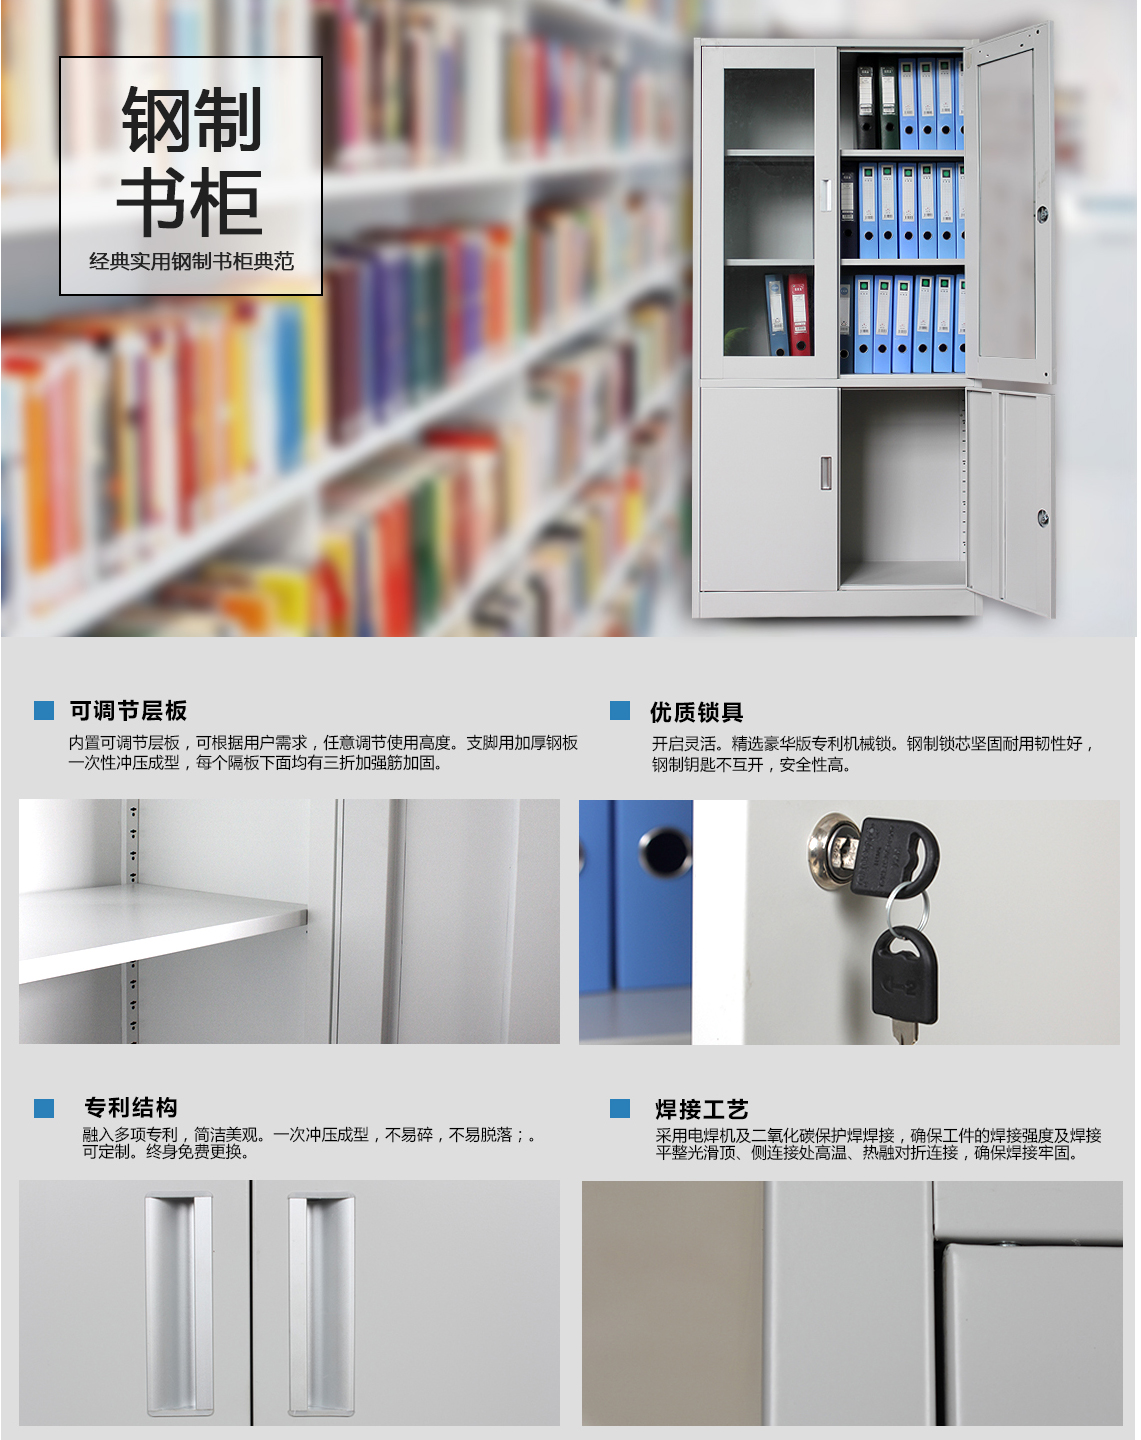 钢制
书柜
经典实用钢制书柜典范
可调节层板
内置可调节层板，可根据用户需求，任意调节使用高度。支脚用加厚钢板
一次性冲压成型，每个隔板下面均有三折加强筋加固。
优质锁具
开启灵活。精选豪华版专利机械锁。钢制锁芯坚固耐用韧性好，
钢制钥匙不互开，安全性高。
专利结构
融入多项专利，简洁美观。一次冲压成型，不易碎，不易脱落；。
可定制。终身免费更换。
焊接工艺
采用电焊机及二氧化碳保护焊焊接，确保工件的焊接强度及焊接
平整光滑顶、侧连接处高温、热融对折连接，确保焊接牢固。